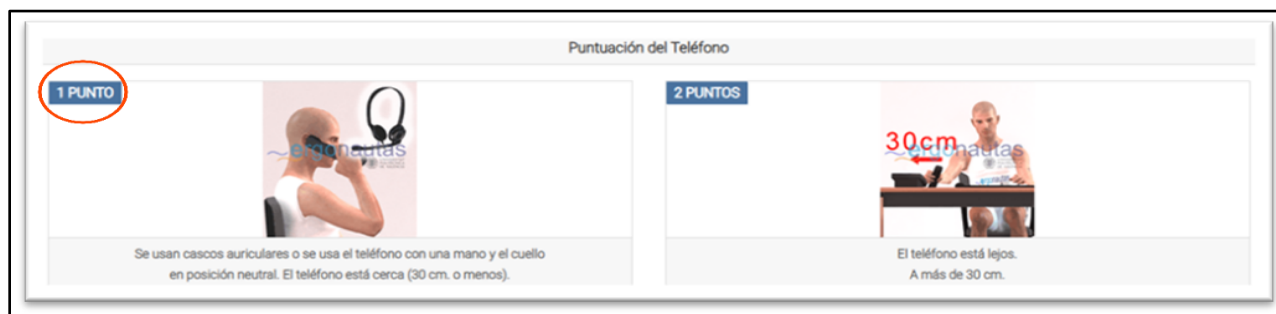 Puntuación del Teléfono
1 PUNTO
ergonautas
Se usan cascos auriculares o se usa el teléfono con una mano y el cuello
en posición neutral. El teléfono está cerca (30 cm. o menos).
2 PUNTOS
30cm
ergonautas
El teléfono está lejos.
A más de 30 cm.